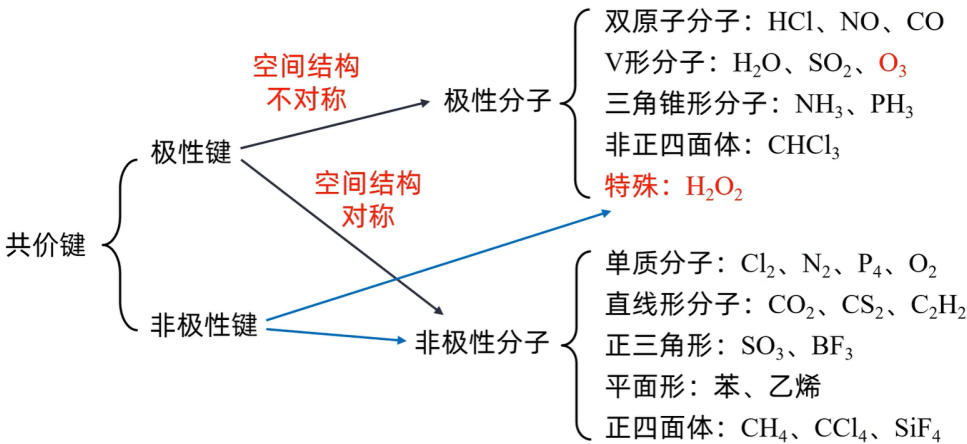 共价键
极性键
非极性键
空间结构
不对称
空间结构
对称
极性分子
双原子分子：HCl、NO、CO
V形分子：H₂O、SO₂、O₃
三角锥形分子：NH₃、PH₃
非正四面体：CHCl₃
特殊：H₂O₂
非极性分子
单质分子：Cl₂、N₂、P₄、O₂
直线形分子：CO₂、CS₂、C₂H₂
正三角形：SO₃、BF₃
平面形：苯、乙烯
正四面体：CH₄、CCl₄、SiF₄